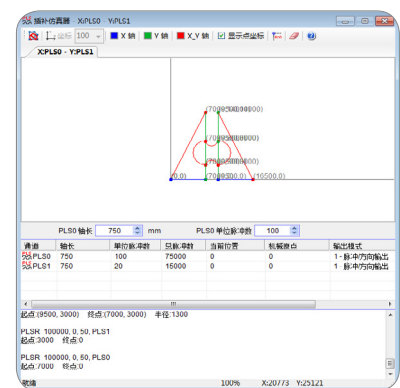 插补仿真器 - X:PLS0 Y:PLS1
坐标 100 X 轴 Y 轴 X_Y 轴 显示点坐标
X:PLS0 - Y:PLS1
(0,0)
(16500,0)
PLS0 轴长 750 mm PLS0 单位脉冲数 100
通道 轴长 单位脉冲数 总脉冲数 当前位置 机械原点 输出模式
PLS0 750 100 75000 0 0 1 - 脉冲方向输出
PLS1 750 20 15000 0 0 1 - 脉冲方向输出
起点:(9500, 3000) 终点:(7000, 3000) 半径:1300
PLSR 100000, 0, 50, PLS1
起点:3000 终点:0
PLSR 100000, 0, 50, PLS0
起点:7000 终点:0
就绪 100% X:20773 Y:25121